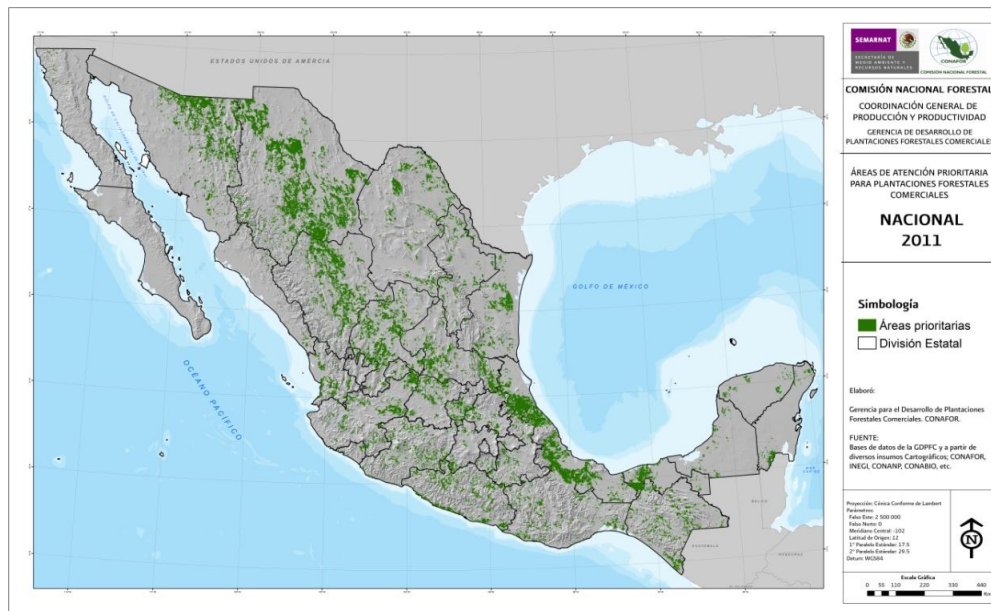 ESTADOS UNIDOS DE AMÉRCIA
GOLFO DE MÉXICO
OCÉANO PACÍFICO
BELICE
GUATEMALA
HONDURAS
SEMARNAT
SECRETARÍA DE
MEDIO AMBIENTE Y
RECURSOS NATURALES
CONAFOR
COMISIÓN NACIONAL FORESTAL
COMISIÓN NACIONAL FORESTAL
COORDINACIÓN GENERAL DE
PRODUCCIÓN Y PRODUCTIVIDAD
GERENCIA DE DESARROLLO DE
PLANTACIONES FORESTALES COMERCIALES
ÁREAS DE ATENCIÓN PRIORITARIA
PARA PLANTACIONES FORESTALES
COMERCIALES
NACIONAL
2011
Simbología
Áreas prioritarias
División Estatal
Elaboró:
Gerencia para el Desarrollo de Plantaciones
Forestales Comerciales. CONAFOR.
FUENTE:
Bases de datos de la GDPFC y a partir de
diversos insumos Cartográficos; CONAFOR,
INEGI, CONANP, CONABIO, etc.
Proyección: Cónica Conforme de Lambert
Parámetros:
Falso Este: 2 500 000
Falso Norte: 0
Meridiano Central: -102
Latitud de Origen: 12
1° Paralelo Estándar: 17.5
2° Paralelo Estándar: 29.5
Datum: WGS84
N
Escala Gráfica
0 55 110 220 330 440